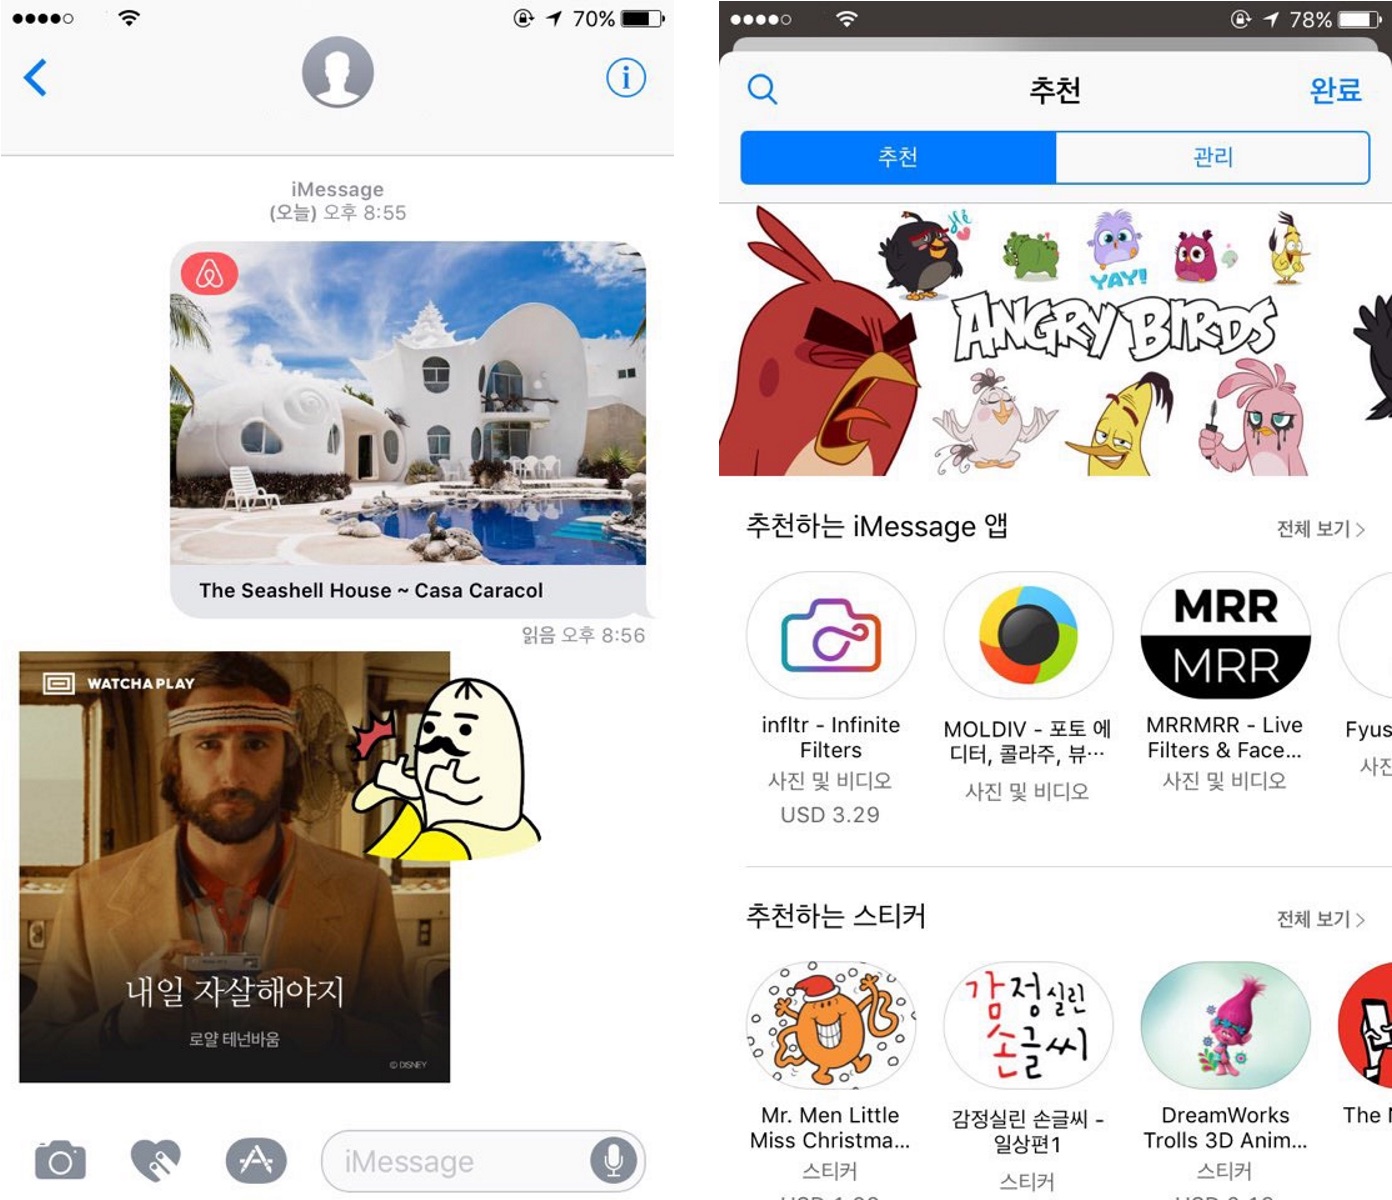 70%
iMessage
(오늘) 오후 8:55
The Seashell House ~ Casa Caracol
읽음 오후 8:56
WATCHA PLAY
내일 자살해야지
로얄 테넌바움
© DISNEY
iMessage
78%
추천
완료
추천
관리
Hé
YAY!
ANGRY BIRDS
추천하는 iMessage 앱
전체 보기 >
MRR
MRR
infltr - Infinite
Filters
사진 및 비디오
USD 3.29
MOLDIV - 포토 에
디터, 콜라주, 뷰···
사진 및 비디오
MRRMRR - Live
Filters & Face...
사진 및 비디오
Fyus
사진
추천하는 스티커
전체 보기 >
감정실린
손글씨
Mr. Men Little
Miss Christma...
스티커
감정실린 손글씨 -
일상편1
스티커
DreamWorks
Trolls 3D Anim...
스티커
The